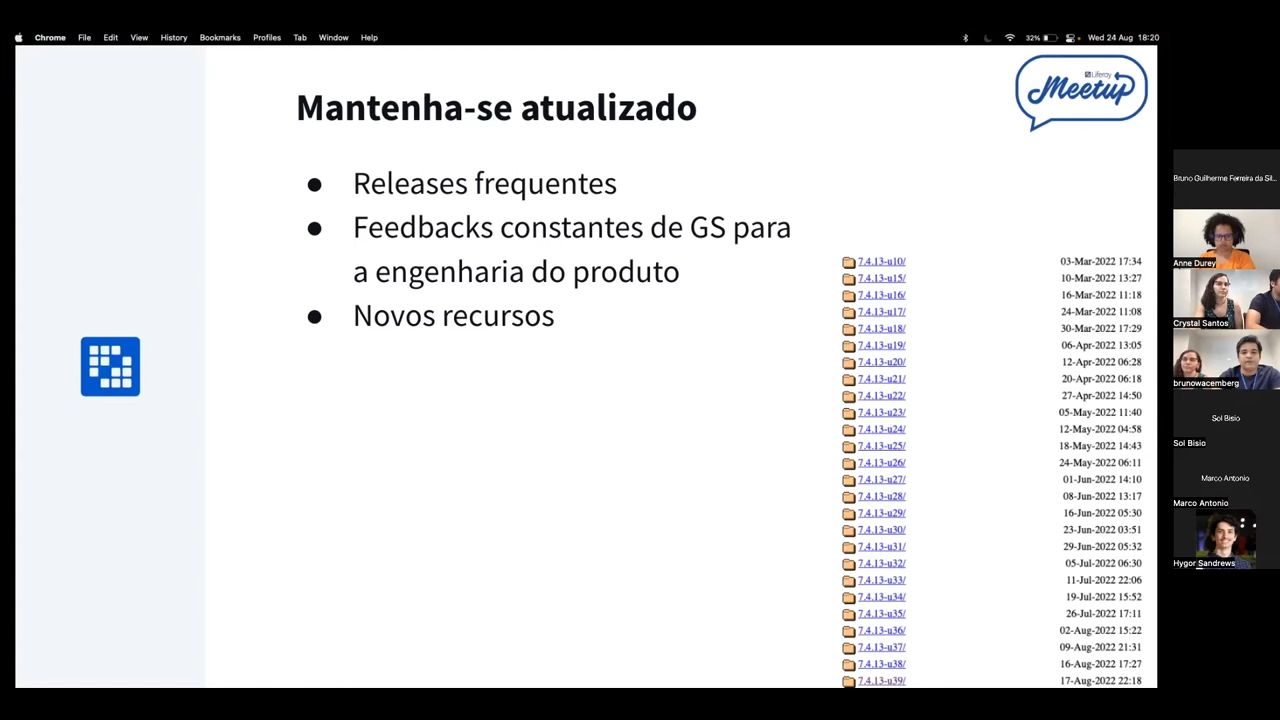 Chrome File Edit View History Bookmarks Profiles Tab Window Help 32% Wed 24 Aug 18:20
Liferay
Meetup
Mantenha-se atualizado
● Releases frequentes
● Feedbacks constantes de GS para
a engenharia do produto
● Novos recursos
7.4.13-u10/ 03-Mar-2022 17:34
7.4.13-u15/ 10-Mar-2022 13:27
7.4.13-u16/ 16-Mar-2022 11:18
7.4.13-u17/ 24-Mar-2022 11:08
7.4.13-u18/ 30-Mar-2022 17:29
7.4.13-u19/ 06-Apr-2022 13:05
7.4.13-u20/ 12-Apr-2022 06:28
7.4.13-u21/ 20-Apr-2022 06:18
7.4.13-u22/ 27-Apr-2022 14:50
7.4.13-u23/ 05-May-2022 11:40
7.4.13-u24/ 12-May-2022 04:58
7.4.13-u25/ 18-May-2022 14:43
7.4.13-u26/ 24-May-2022 06:11
7.4.13-u27/ 01-Jun-2022 14:10
7.4.13-u28/ 08-Jun-2022 13:17
7.4.13-u29/ 16-Jun-2022 05:30
7.4.13-u30/ 23-Jun-2022 03:51
7.4.13-u31/ 29-Jun-2022 05:32
7.4.13-u32/ 05-Jul-2022 06:30
7.4.13-u33/ 11-Jul-2022 22:06
7.4.13-u34/ 19-Jul-2022 15:52
7.4.13-u35/ 26-Jul-2022 17:11
7.4.13-u36/ 02-Aug-2022 15:22
7.4.13-u37/ 09-Aug-2022 21:31
7.4.13-u38/ 16-Aug-2022 17:27
7.4.13-u39/ 17-Aug-2022 22:18
Bruno Guilherme Ferreira da Sil...
Anne Durey
Crystal Santos
brunowacemberg
Sol Bisio
Sol Bisio
Marco Antonio
Marco Antonio
Hygor Sandrews